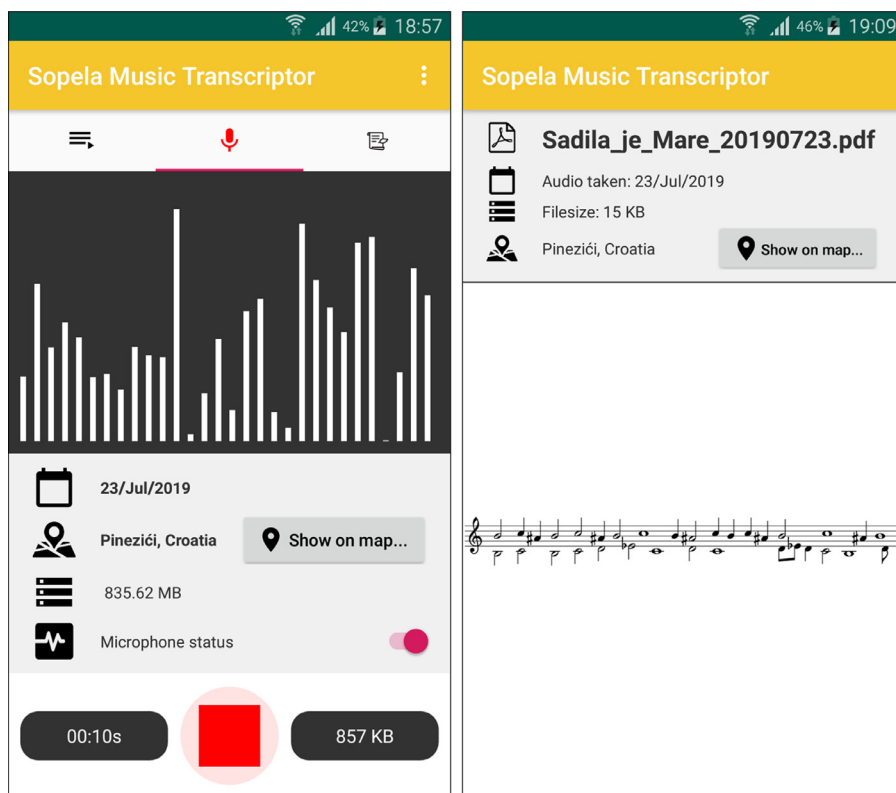 42% 18:57
Sopela Music Transcriptor
23/Jul/2019
Pinezići, Croatia
Show on map...
835.62 MB
Microphone status
00:10s
857 KB
46% 19:09
Sopela Music Transcriptor
Sadila_je_Mare_20190723.pdf
Audio taken: 23/Jul/2019
Filesize: 15 KB
Pinezići, Croatia
Show on map...